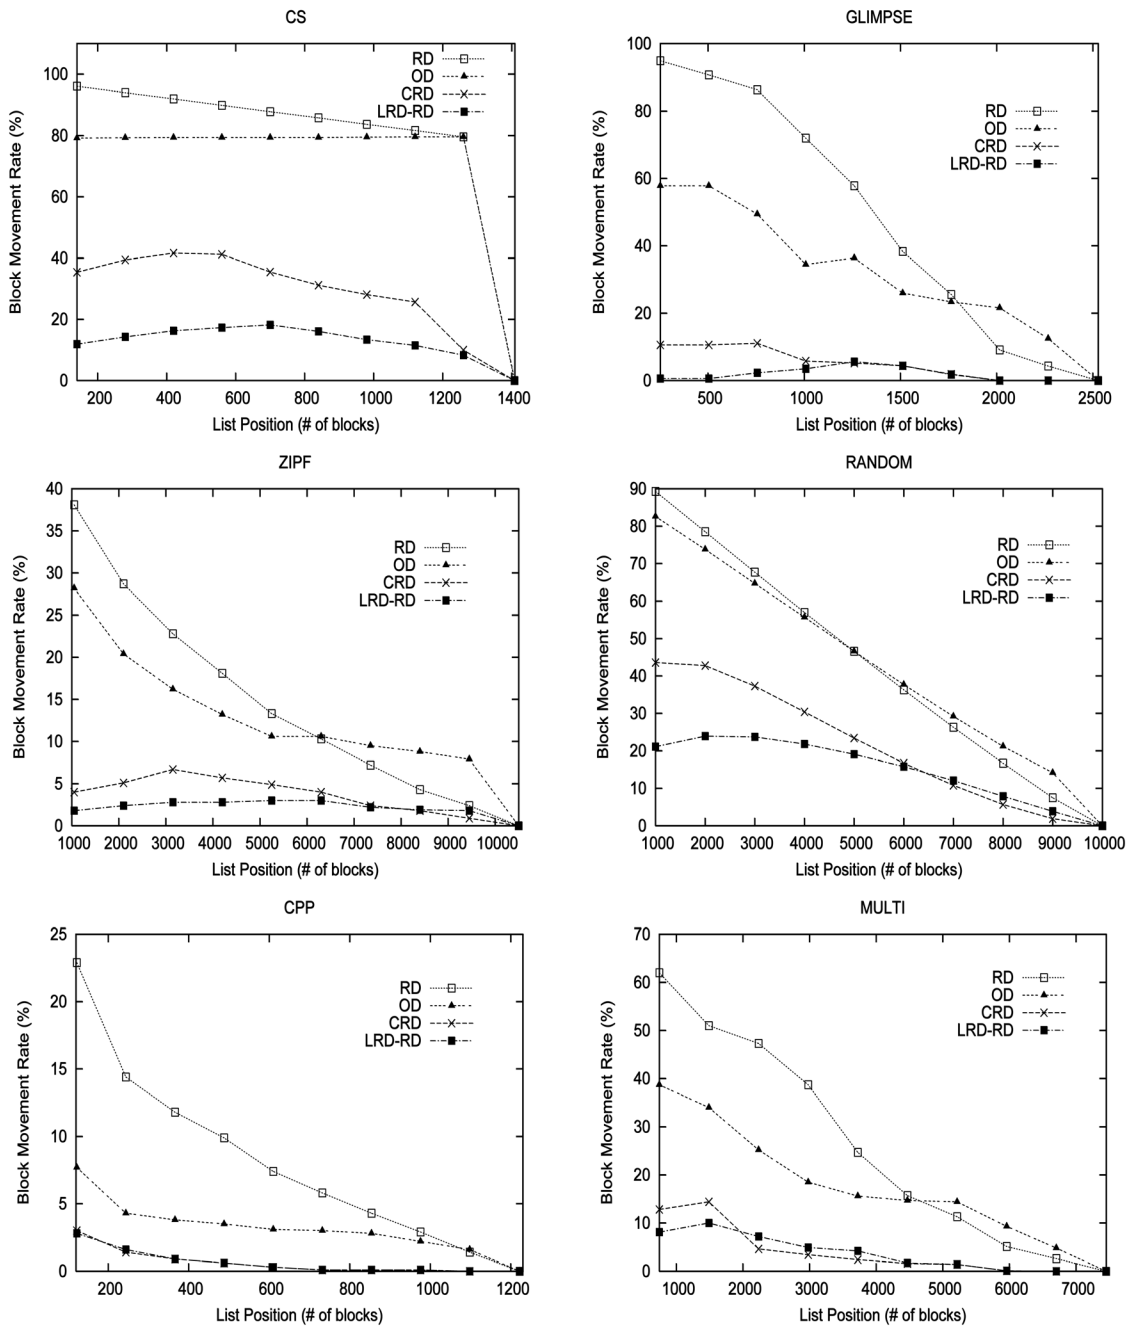 CS
Block Movement Rate (%)
100
80
60
40
20
0
RD
OD
CRD
LRD-RD
200 400 600 800 1000 1200 1400
List Position (# of blocks)
GLIMPSE
Block Movement Rate (%)
100
80
60
40
20
0
RD
OD
CRD
LRD-RD
500 1000 1500 2000 2500
List Position (# of blocks)
ZIPF
Block Movement Rate (%)
40
35
30
25
20
15
10
5
0
RD
OD
CRD
LRD-RD
1000 2000 3000 4000 5000 6000 7000 8000 9000 10000
List Position (# of blocks)
RANDOM
Block Movement Rate (%)
90
80
70
60
50
40
30
20
10
0
RD
OD
CRD
LRD-RD
1000 2000 3000 4000 5000 6000 7000 8000 9000 10000
List Position (# of blocks)
CPP
Block Movement Rate (%)
25
20
15
10
5
0
RD
OD
CRD
LRD-RD
200 400 600 800 1000 1200
List Position (# of blocks)
MULTI
Block Movement Rate (%)
70
60
50
40
30
20
10
0
RD
OD
CRD
LRD-RD
1000 2000 3000 4000 5000 6000 7000
List Position (# of blocks)